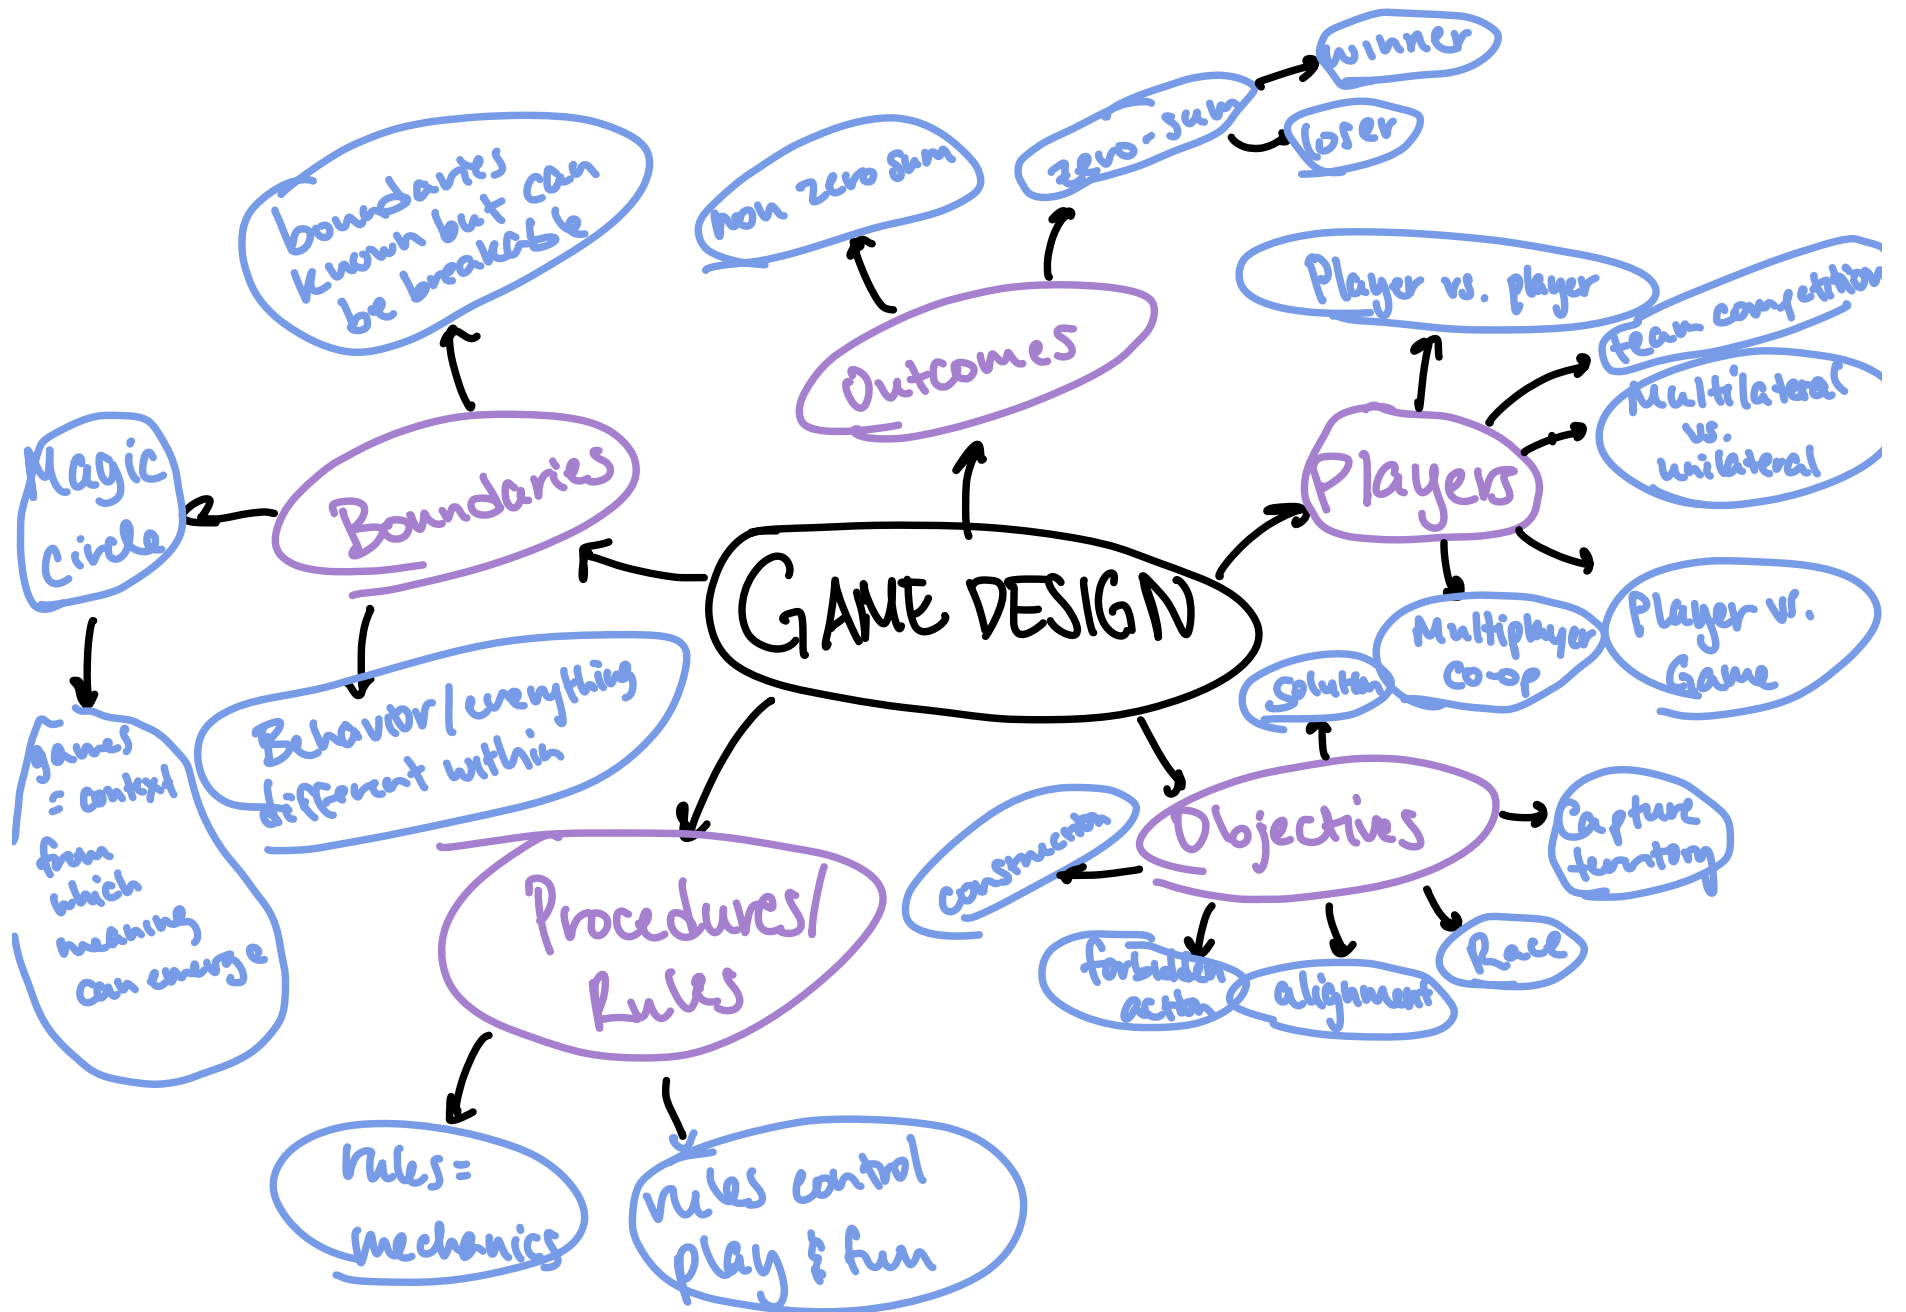 GAME DESIGN
Outcomes
non zero sum
zero-sum
winner
loser
Players
Player vs. player
team competition
Multilateral
vs.
unilateral
Player vs.
Game
Multiplayer
co-op
Objectives
solution
Capture
territory
Race
alignment
forbidden
action
construction
Procedures/
Rules
rules=
mechanics
rules control
play & fun
Boundaries
boundaries
known but can
be breakable
Magic
circle
games
= context
from
which
meaning
can emerge
Behavior/everything
different within